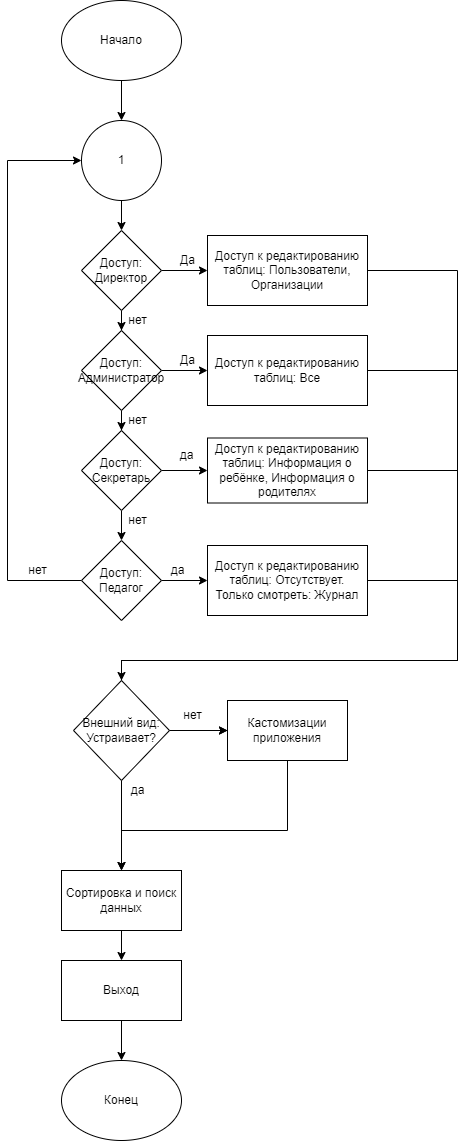 Начало
1
Доступ:
Директор
Да
Доступ к редактированию
таблиц: Пользователи,
Организации
нет
Доступ:
Администратор
Да
Доступ к редактированию
таблиц: Все
нет
Доступ:
Секретарь
да
Доступ к редактированию
таблиц: Информация о
ребёнке, Информация о
родителях
нет
Доступ:
Педагог
нет
да
Доступ к редактированию
таблиц: Отсутствует.
Только смотреть: Журнал
Внешний вид:
Устраивает?
нет
Кастомизации
приложения
да
Сортировка и поиск
данных
Выход
Конец